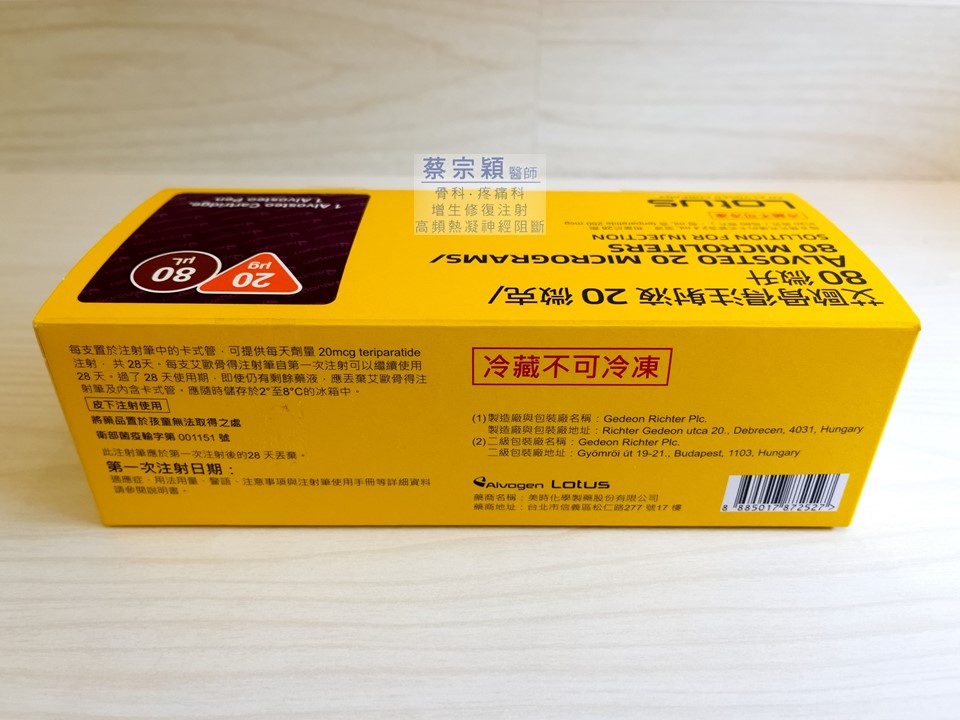 蔡宗穎 醫師
骨科．疼痛科
增生修復注射
高頻熱凝神經阻斷
LOTUS
冷藏不可冷凍
SOLUTION FOR INJECTION
80 MICROLITERS
ALVOSTEO 20 MICROGRAMS/
80 微升
艾歐骨得注射液 20 微克/
1 Alvosteo Cartridge,
1 Alvosteo Pen
80 µL
20 µg
每支置於注射筆中的卡式管，可提供每天劑量 20mcg teriparatide
注射，共 28天。每支艾歐骨得注射筆自第一次注射可以繼續使用
28 天。過了 28 天使用期，即使仍有剩餘藥液，應丟棄艾歐骨得注
射筆及內含卡式管。應隨時儲存於2°至8°C的冰箱中。
皮下注射使用
將藥品置於孩童無法取得之處
衛部菌疫輸字第 001151 號
此注射筆應於第一次注射後的28 天丟棄。
第一次注射日期：
適應症、用法用量、警語、注意事項與注射筆使用手冊等詳細資料
請參閱說明書。
冷藏不可冷凍
(1)製造廠與包裝廠名稱：Gedeon Richter Plc.
製造廠與包裝廠地址：Richter Gedeon utca 20., Debrecen, 4031, Hungary
(2)二級包裝廠名稱：Gedeon Richter Plc.
二級包裝廠地址：Gyömrői út 19-21., Budapest, 1103, Hungary
Alvogen LOTUS
藥商名稱：美時化學製藥股份有限公司
藥商地址：台北市信義區松仁路277 號17 樓
8 885017 872527